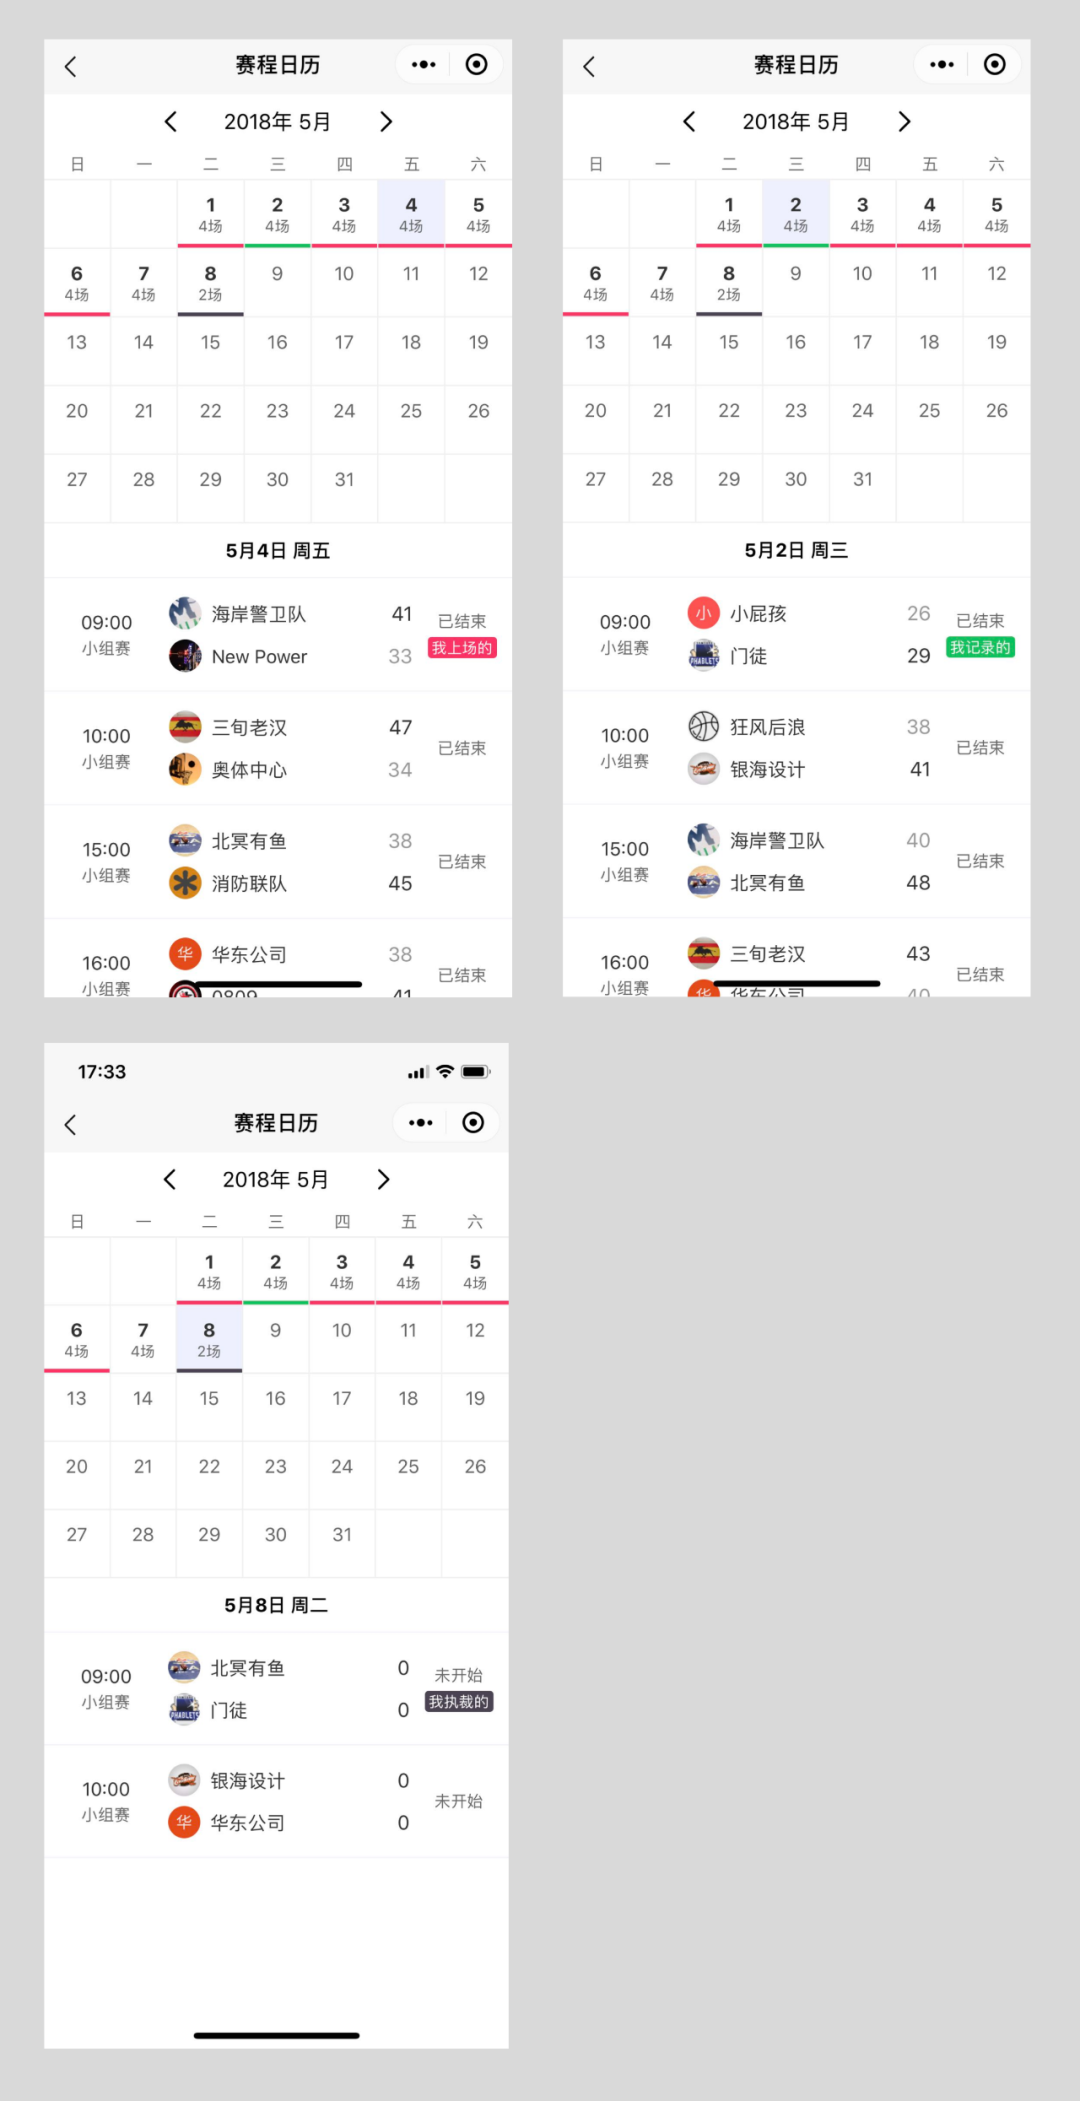 赛程日历
2018年 5月
日 一 二 三 四 五 六
1 2 3 4 5
4场 4场 4场 4场 4场
6 7 8 9 10 11 12
4场 4场 2场
13 14 15 16 17 18 19
20 21 22 23 24 25 26
27 28 29 30 31
5月4日 周五
09:00 海岸警卫队 41 已结束
小组赛 New Power 33 我上场的
10:00 三旬老汉 47 已结束
小组赛 奥体中心 34
15:00 北冥有鱼 38 已结束
小组赛 消防联队 45
16:00 华 华东公司 38 已结束
小组赛 0809 41
赛程日历
2018年 5月
日 一 二 三 四 五 六
1 2 3 4 5
4场 4场 4场 4场 4场
6 7 8 9 10 11 12
4场 4场 2场
13 14 15 16 17 18 19
20 21 22 23 24 25 26
27 28 29 30 31
5月2日 周三
09:00 小 小屁孩 26 已结束
小组赛 PHABLETS 门徒 29 我记录的
10:00 狂风后浪 38 已结束
小组赛 银海设计 41
15:00 海岸警卫队 40 已结束
小组赛 北冥有鱼 48
16:00 三旬老汉 43 已结束
小组赛 华 华东公司 40
17:33
赛程日历
2018年 5月
日 一 二 三 四 五 六
1 2 3 4 5
4场 4场 4场 4场 4场
6 7 8 9 10 11 12
4场 4场 2场
13 14 15 16 17 18 19
20 21 22 23 24 25 26
27 28 29 30 31
5月8日 周二
09:00 北冥有鱼 0 未开始
小组赛 PHABLETS 门徒 0 我执裁的
10:00 银海设计 0 未开始
小组赛 华 华东公司 0